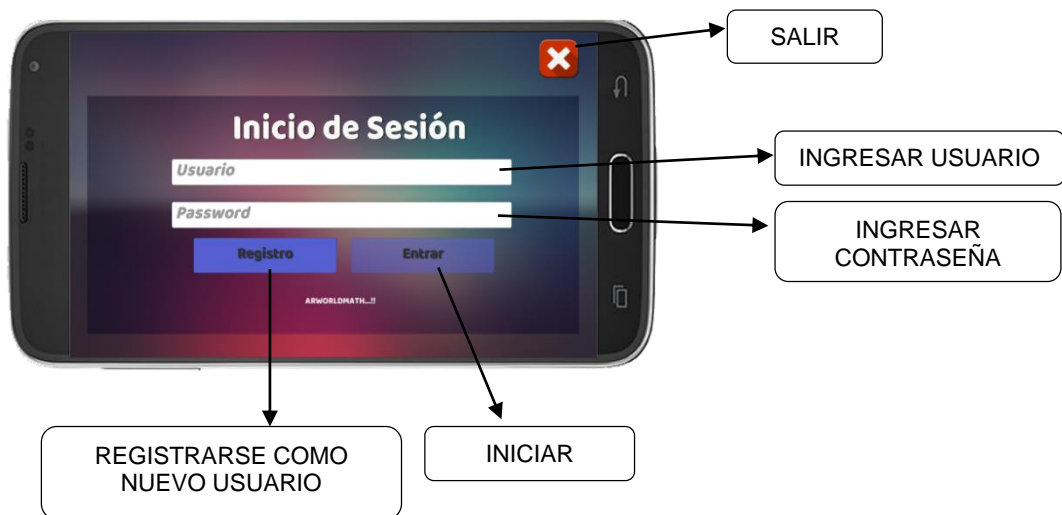 SALIR
Inicio de Sesión
Usuario
INGRESAR USUARIO
Password
INGRESAR
CONTRASEÑA
Registro
Entrar
ARWORLDMATH...!!
REGISTRARSE COMO
NUEVO USUARIO
INICIAR